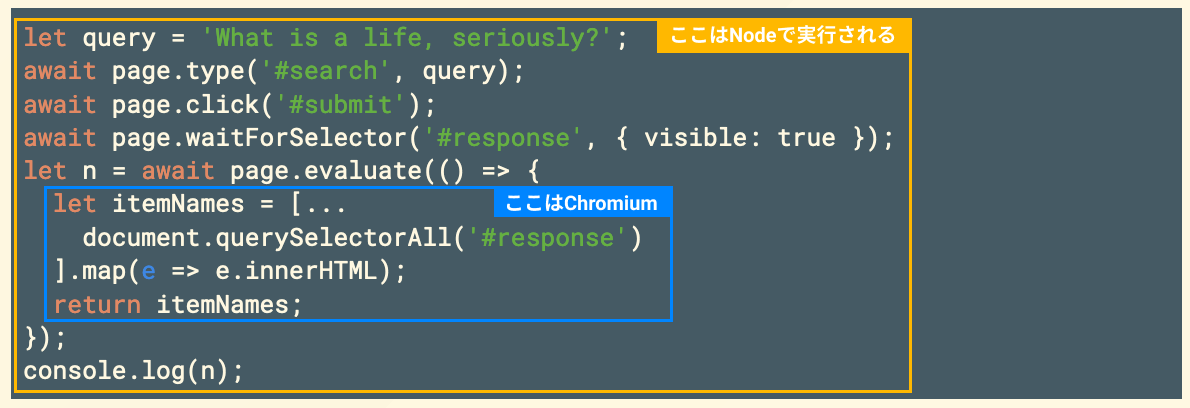 let query = 'What is a life, seriously?';
ここはNodeで実行される
await page.type('#search', query);
await page.click('#submit');
await page.waitForSelector('#response', { visible: true });
let n = await page.evaluate(() => {
let itemNames = [...
ここはChromium
document.querySelectorAll('#response')
].map(e => e.innerHTML);
return itemNames;
});
console.log(n);